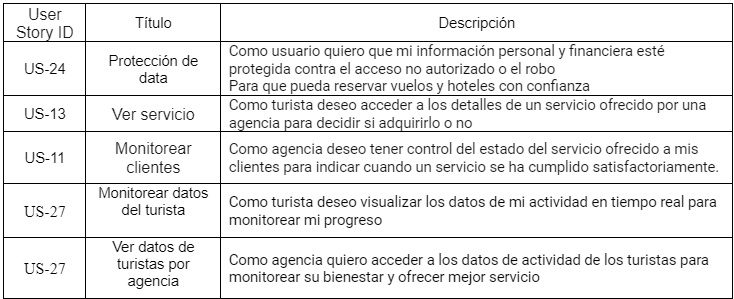 User
Story ID
Título
Descripción
US-24
Protección de
data
Como usuario quiero que mi información personal y financiera esté
protegida contra el acceso no autorizado o el robo
Para que pueda reservar vuelos y hoteles con confianza
US-13
Ver servicio
Como turista deseo acceder a los detalles de un servicio ofrecido por una
agencia para decidir si adquirirlo o no
US-11
Monitorear
clientes
Como agencia deseo tener control del estado del servicio ofrecido a mis
clientes para indicar cuando un servicio se ha cumplido satisfactoriamente.
US-27
Monitorear datos
del turista
Como turista deseo visualizar los datos de mi actividad en tiempo real para
monitorear mi progreso
US-27
Ver datos de
turistas por
agencia
Como agencia quiero acceder a los datos de actividad de los turistas para
monitorear su bienestar y ofrecer mejor servicio